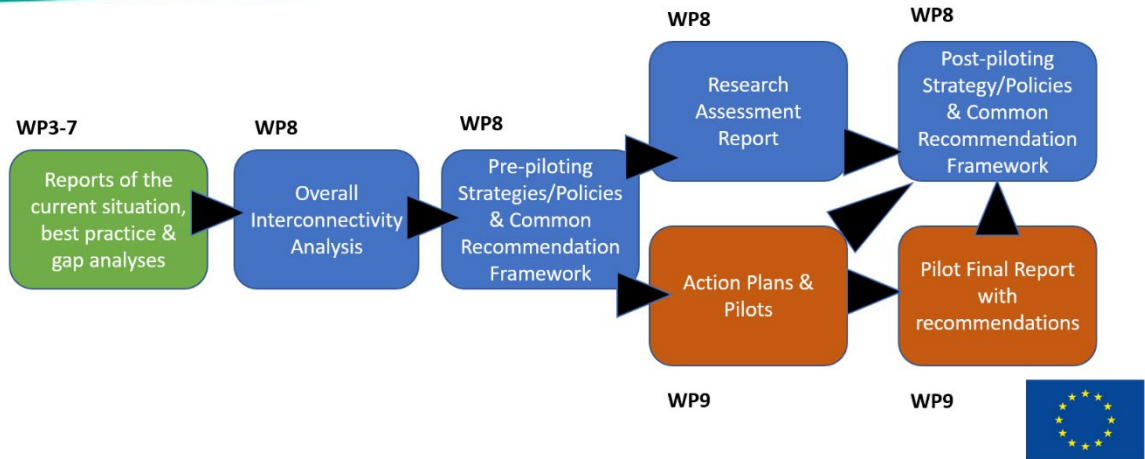 WP3-7
Reports of the
current situation,
best practice &
gap analyses
WP8
Overall
Interconnectivity
Analysis
WP8
Pre-piloting
Strategies/Policies
& Common
Recommendation
Framework
WP8
Research
Assessment
Report
WP8
Post-piloting
Strategy/Policies
& Common
Recommendation
Framework
Action Plans &
Pilots
WP9
Pilot Final Report
with
recommendations
WP9